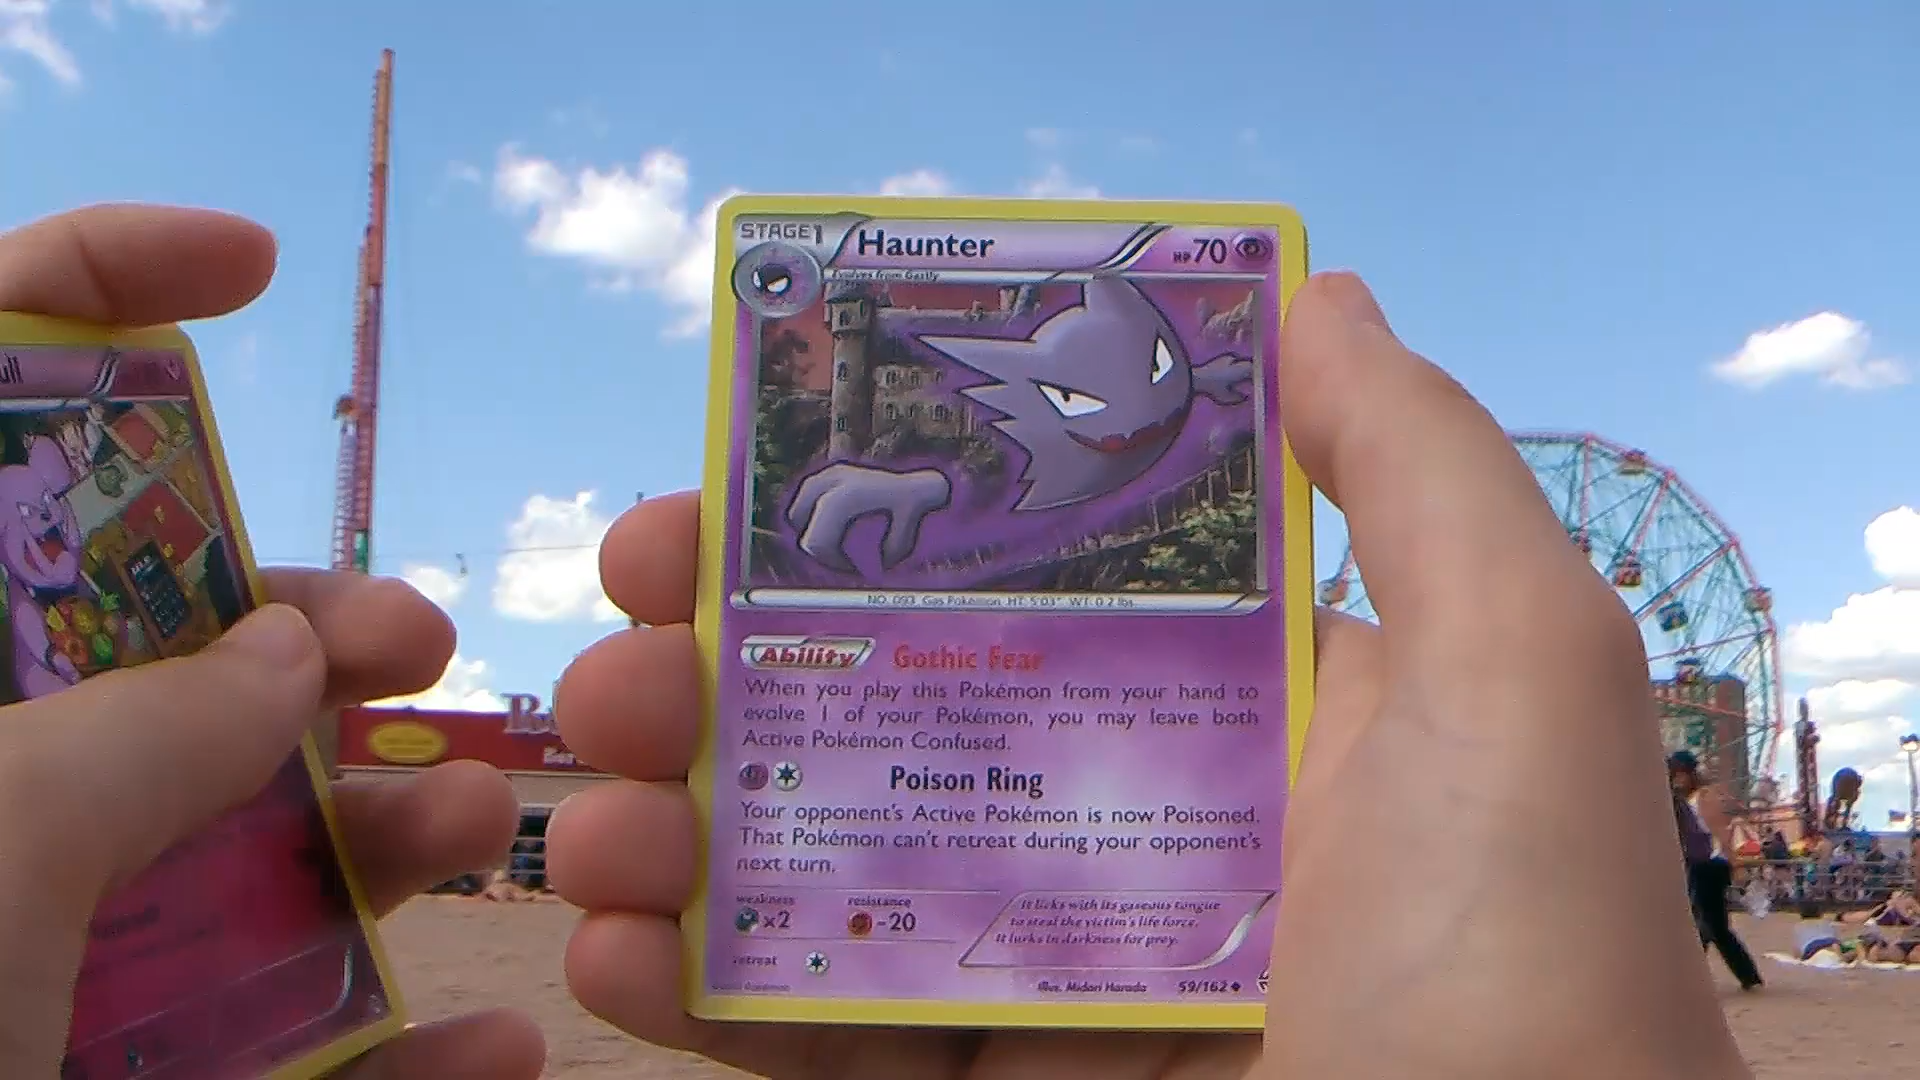 STAGE1
Haunter
HP70
Evolves from Gastly
ull
NO. 093 Gas Pokémon HT: 5'03" WT: 0.2 lbs.
Ability Gothic Fear
When you play this Pokémon from your hand to
evolve 1 of your Pokémon, you may leave both
Active Pokémon Confused.
Poison Ring
Your opponent's Active Pokémon is now Poisoned.
That Pokémon can't retreat during your opponent's
next turn.
weakness
x2
resistance
-20
It licks with its gaseous tongue
to steal the victim's life force.
It lurks in darkness for prey.
retreat
Illus. Midori Harada
59/162